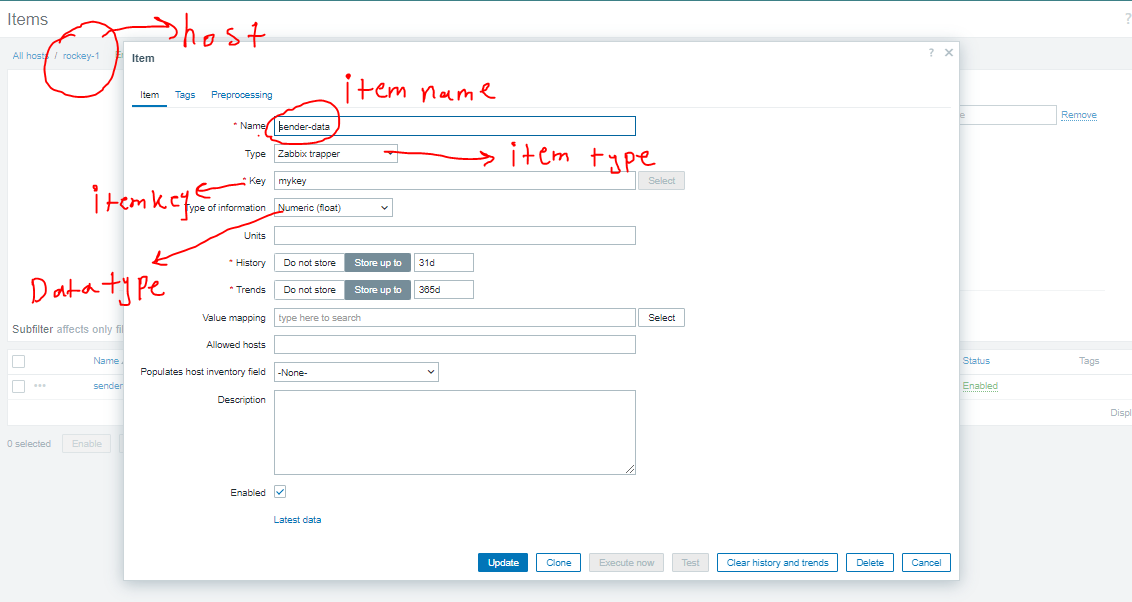 Items
?
host
All hosts / rockey-1
Item
? ×
Item Tags Preprocessing
item name
* Name sender-data
Remove
Type Zabbix trapper
item type
* Key mykey Select
itemkey
Type of information Numeric (float)
Units
* History Do not store Store up to 31d
Datatype
* Trends Do not store Store up to 365d
Value mapping type here to search Select
Subfilter affects only
Allowed hosts
Name Status Tags
Populates host inventory field -None-
sender Enabled
Description
0 selected Enable
Enabled
Latest data
Update Clone Execute now Test Clear history and trends Delete Cancel